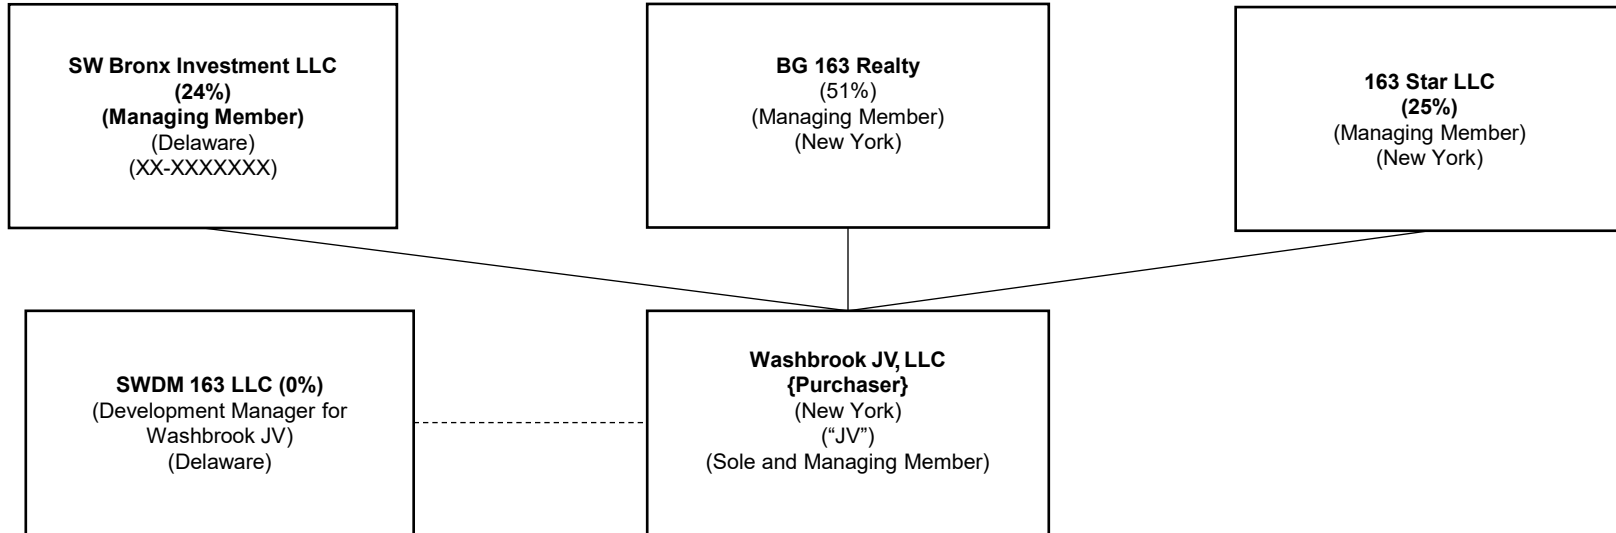 SW Bronx Investment LLC
(24%)
(Managing Member)
(Delaware)
(XX-XXXXXXX)
BG 163 Realty
(51%)
(Managing Member)
(New York)
163 Star LLC
(25%)
(Managing Member)
(New York)
SWDM 163 LLC (0%)
(Development Manager for
Washbrook JV)
(Delaware)
Washbrook JV, LLC
{Purchaser}
(New York)
(“JV”)
(Sole and Managing Member)